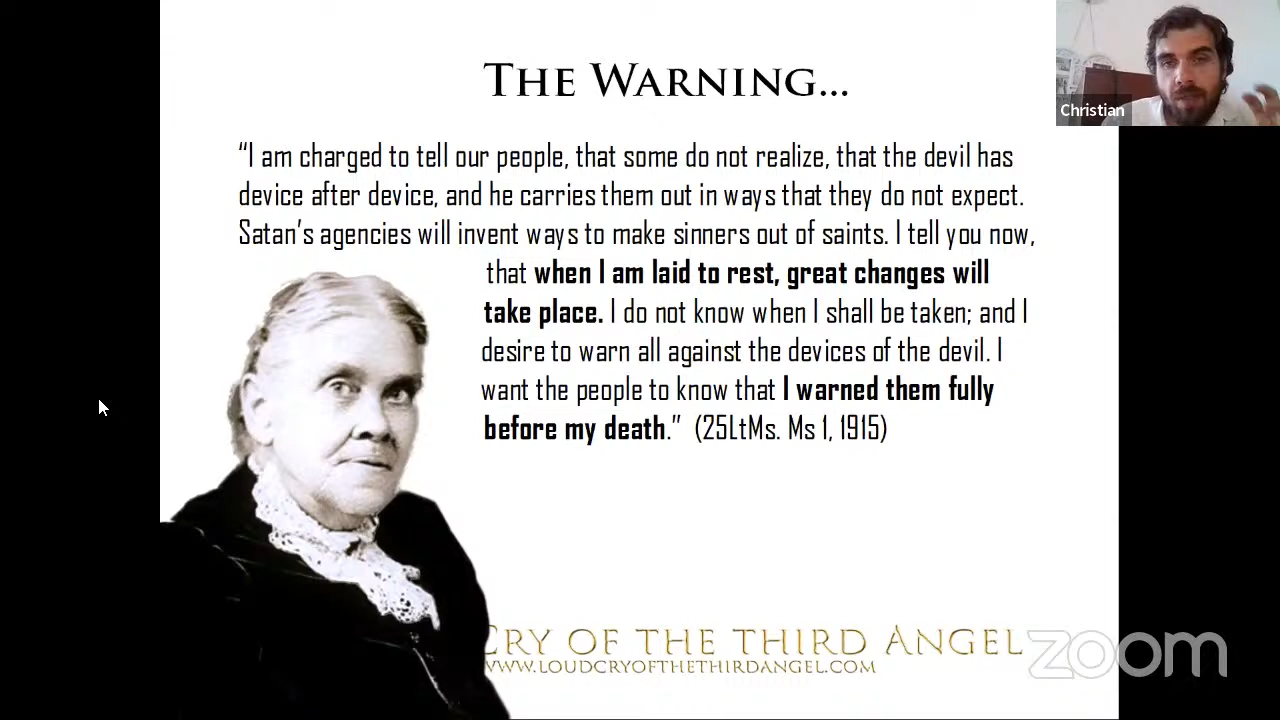 THE WARNING...
Christian
“I am charged to tell our people, that some do not realize, that the devil has
device after device, and he carries them out in ways that they do not expect.
Satan’s agencies will invent ways to make sinners out of saints. I tell you now,
that when I am laid to rest, great changes will
take place. I do not know when I shall be taken; and I
desire to warn all against the devices of the devil. I
want the people to know that I warned them fully
before my death.” (25LtMs. Ms 1, 1915)
CRY OF THE THIRD ANGEL
WWW.LOUDCRYOFTHETHIRDANGEL.COM
zoom